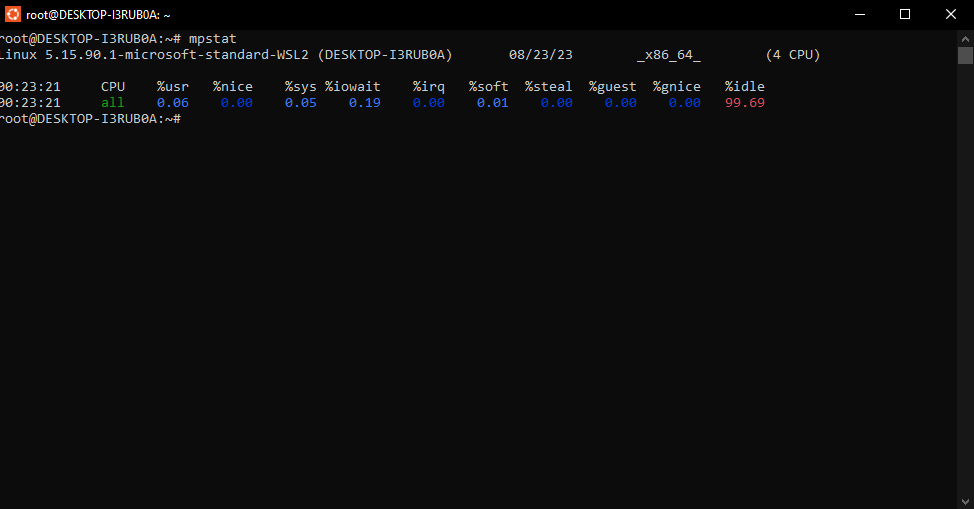 root@DESKTOP-I3RUB0A: ~
root@DESKTOP-I3RUB0A:~# mpstat
Linux 5.15.90.1-microsoft-standard-WSL2 (DESKTOP-I3RUB0A) 08/23/23 _x86_64_ (4 CPU)
00:23:21 CPU %usr %nice %sys %iowait %irq %soft %steal %guest %gnice %idle
00:23:21 all 0.06 0.00 0.05 0.19 0.00 0.01 0.00 0.00 0.00 99.69
root@DESKTOP-I3RUB0A:~#